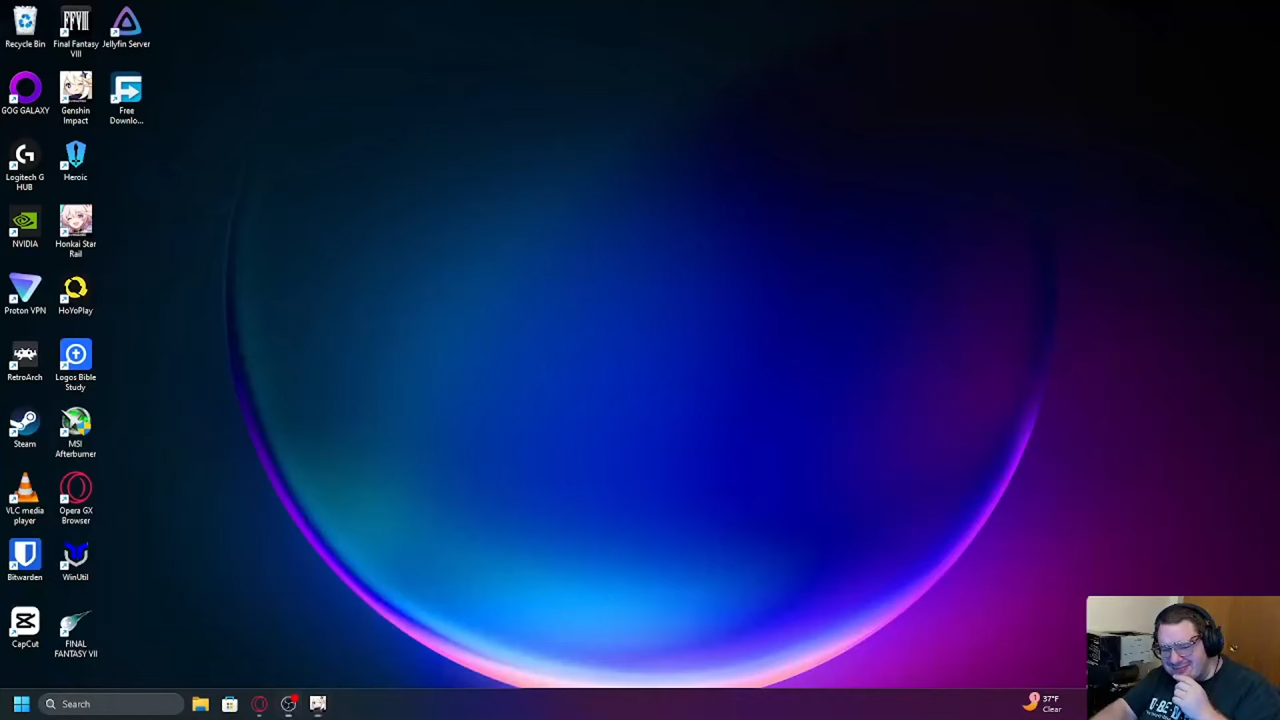 Recycle Bin
Final Fantasy
VIII
Jellyfin Server
GOG GALAXY
Genshin
Impact
Free
Downlo...
Logitech G
HUB
Heroic
NVIDIA
Honkai Star
Rail
Proton VPN
HoYoPlay
RetroArch
Logos Bible
Study
Steam
MSI
Afterburner
VLC media
player
Opera GX
Browser
Bitwarden
WinUtil
CapCut
FINAL
FANTASY VII
Search
37°F
Clear